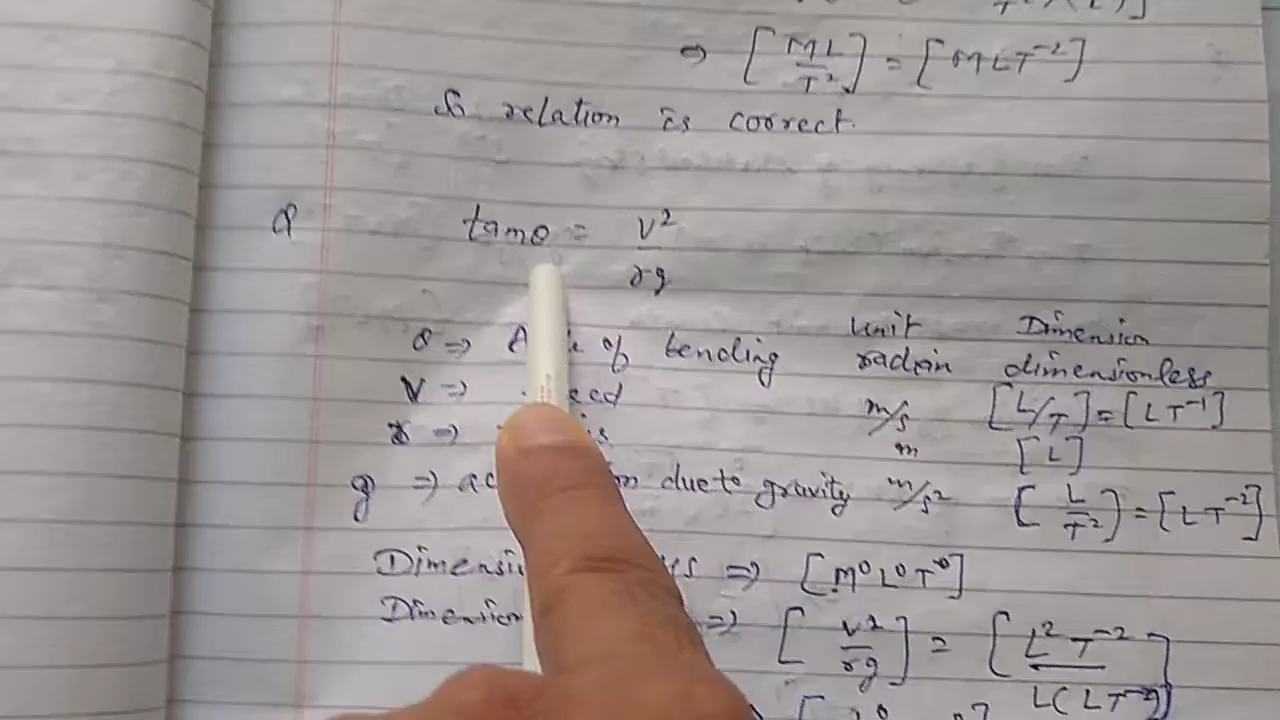 ⇒ [ML/T²] = [MLT⁻²]
So relation is correct.
Q tanθ = v²/rg
Unit Dimension
θ ⇒ of bending radian dimensionless
V ⇒ m/s [L/T] = [LT⁻¹]
r ⇒ m [L]
g ⇒ due to gravity m/s² [L/T²] = [LT⁻²]
⇒ [M⁰L⁰T⁰]
⇒ [v²/rg] = [L²T⁻²/L(LT⁻²)]